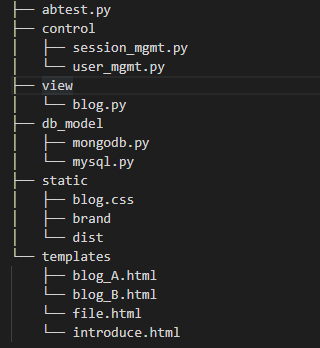 ├── abtest.py
├── control
│   ├── session_mgmt.py
│   └── user_mgmt.py
├── view
│   └── blog.py
├── db_model
│   ├── mongodb.py
│   └── mysql.py
├── static
│   ├── blog.css
│   ├── brand
│   └── dist
└── templates
    ├── blog_A.html
    └── blog_B.html
    ├── file.html
    └── introduce.html